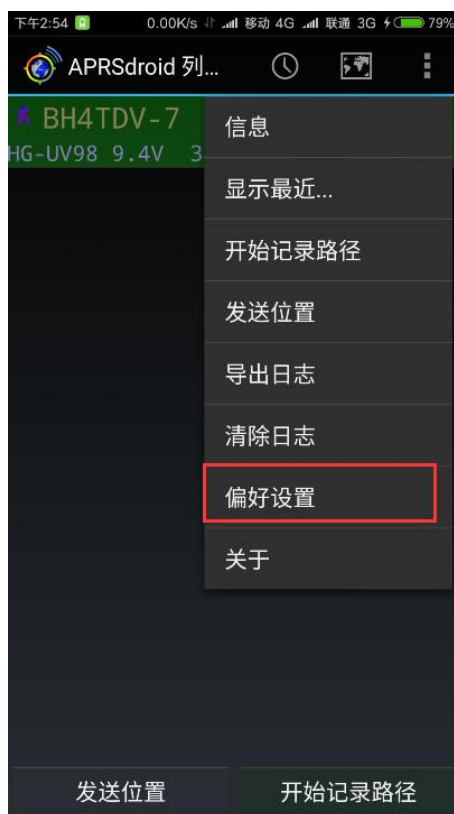 下午2:54 0.00K/s 移动 4G 联通 3G 79%
APRSdroid 列...
BH4TDV-7
HG-UV98 9.4V 3
信息
显示最近...
开始记录路径
发送位置
导出日志
清除日志
偏好设置
关于
发送位置 开始记录路径